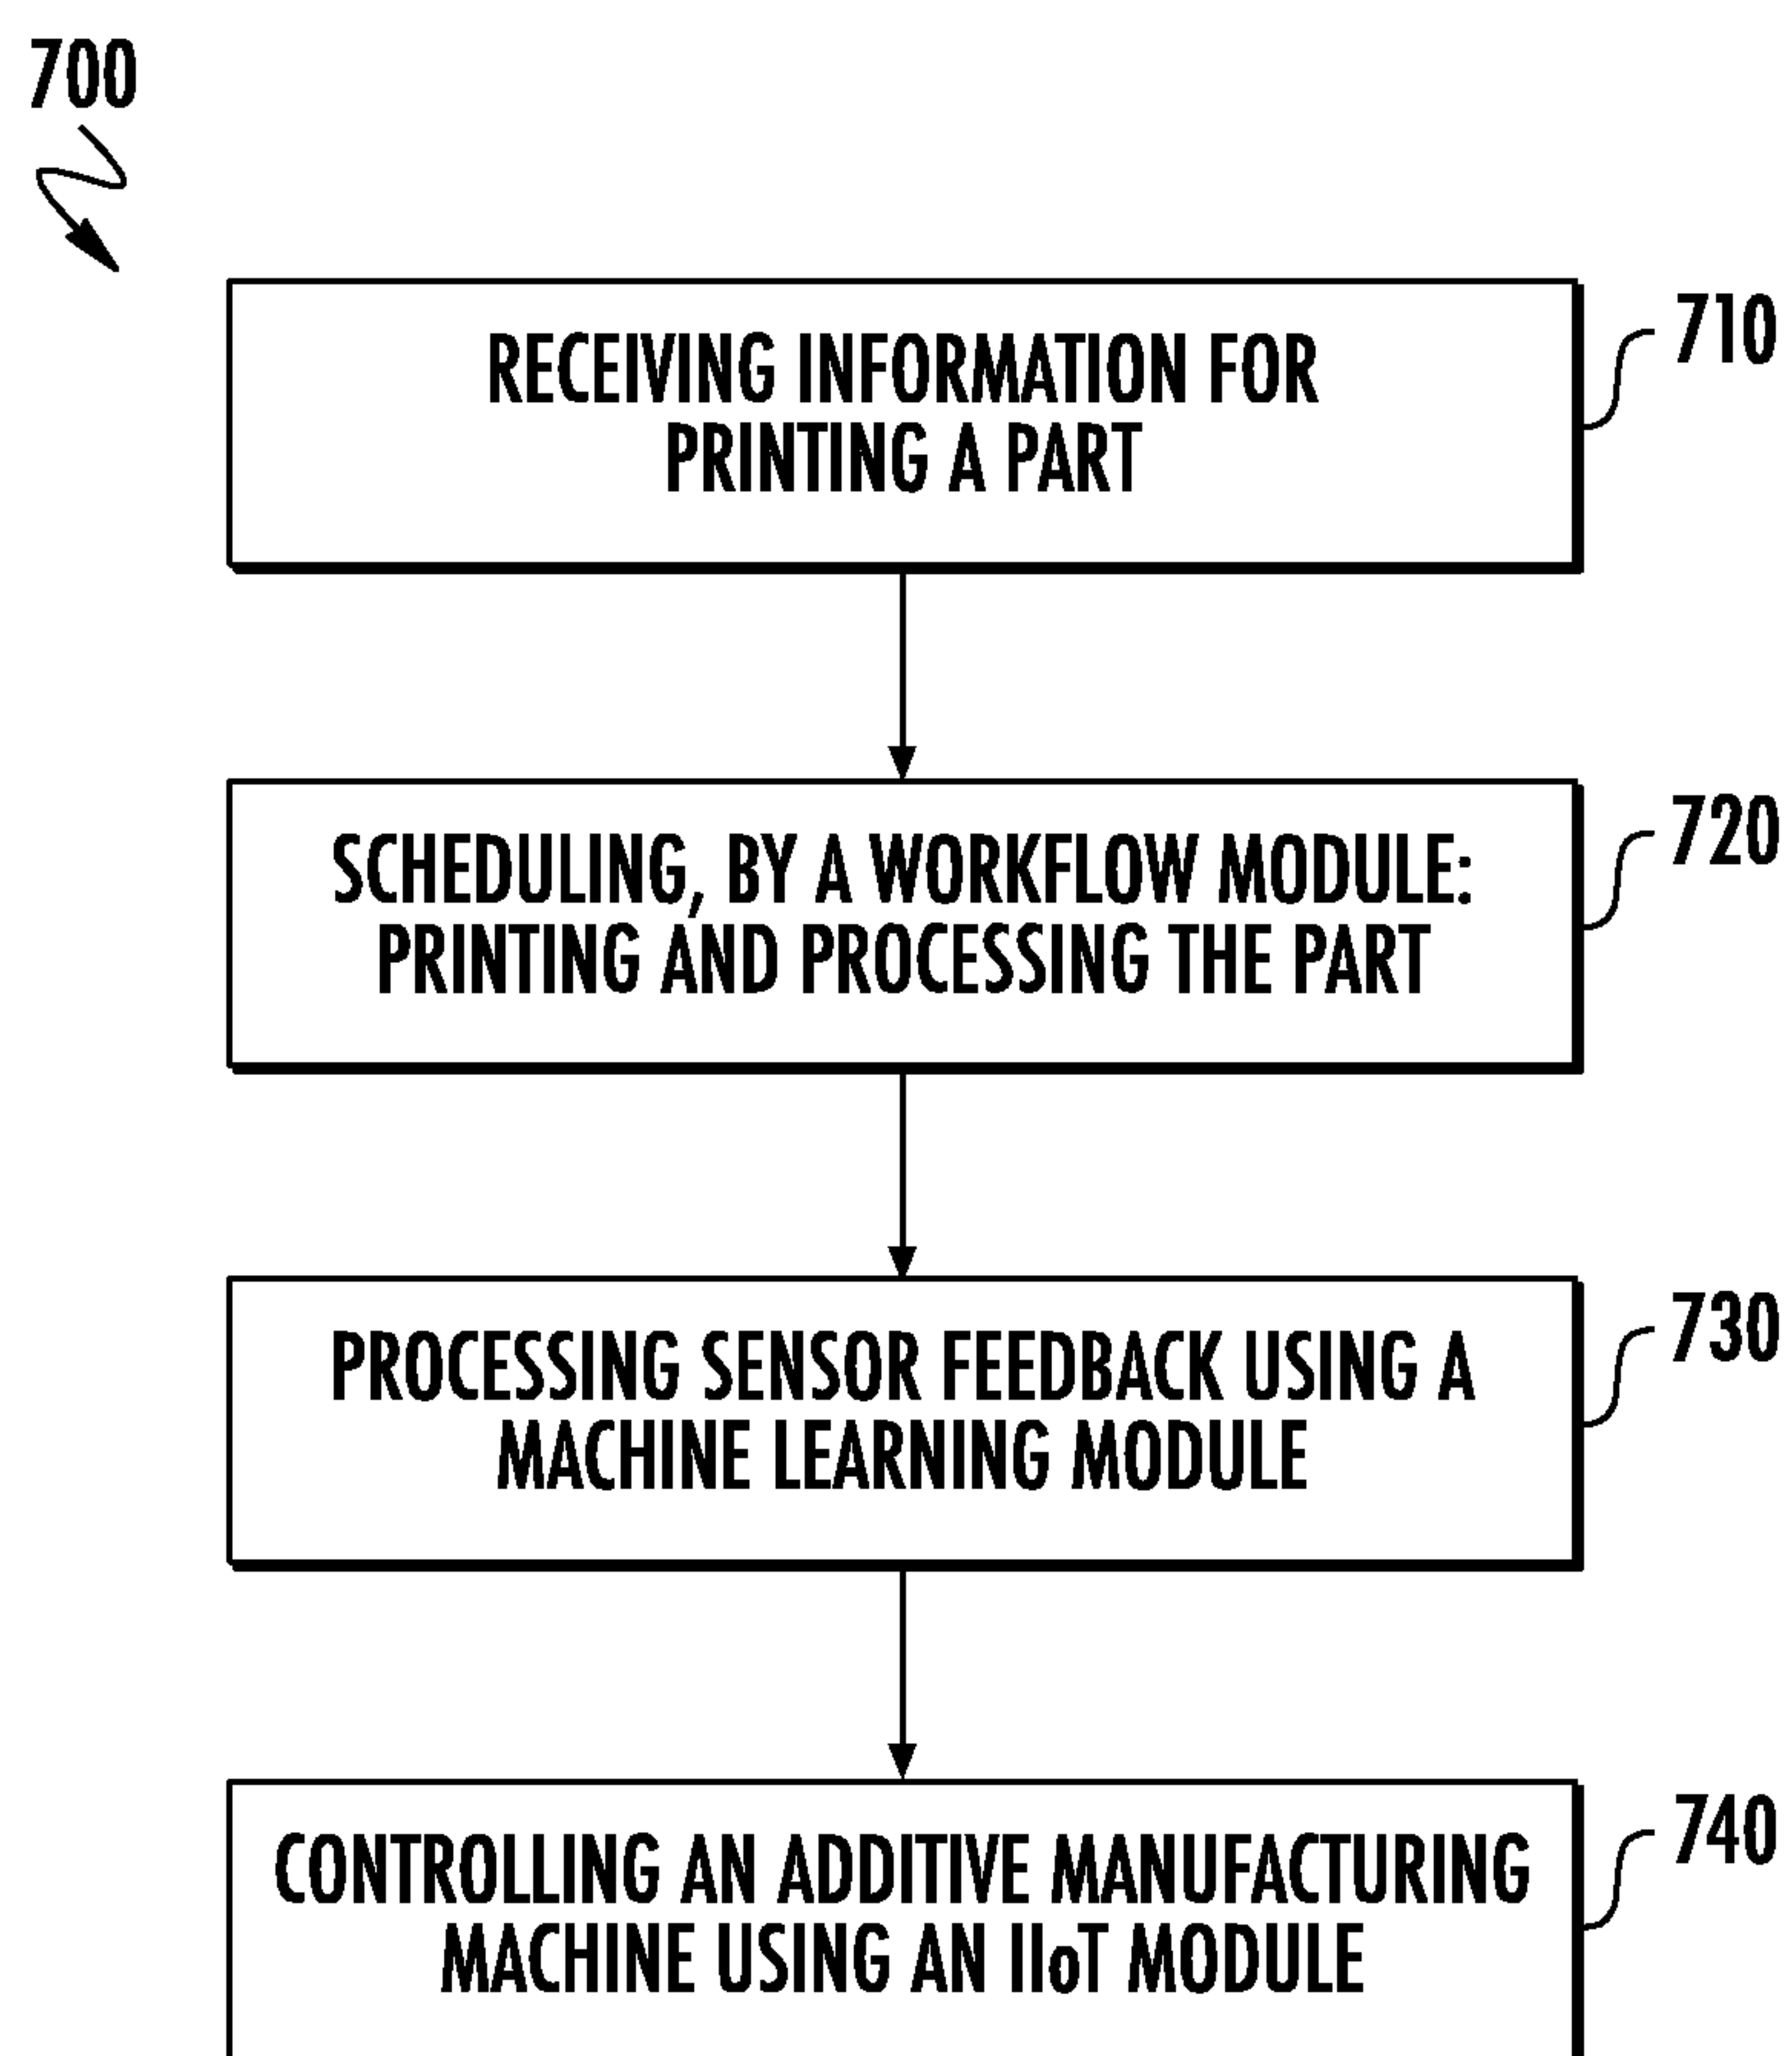 700
RECEIVING INFORMATION FOR
PRINTING A PART
710
SCHEDULING, BY A WORKFLOW MODULE:
PRINTING AND PROCESSING THE PART
720
PROCESSING SENSOR FEEDBACK USING A
MACHINE LEARNING MODULE
730
CONTROLLING AN ADDITIVE MANUFACTURING
MACHINE USING AN IIoT MODULE
740